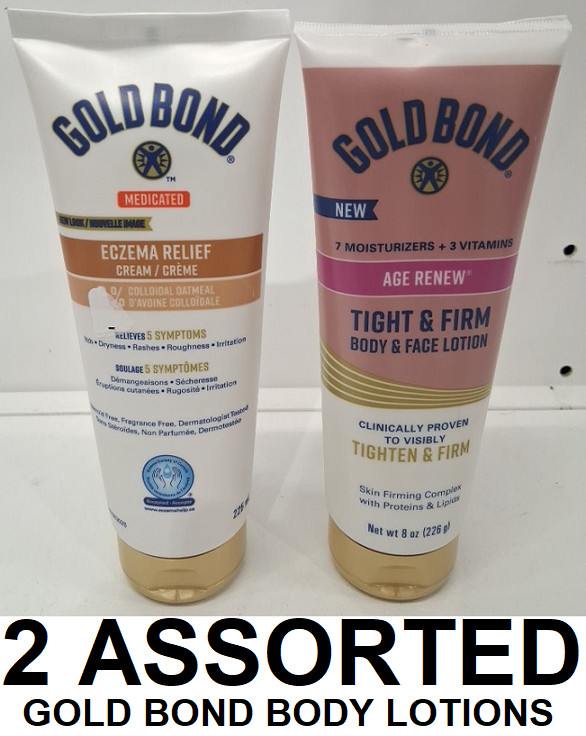 GOLD BOND®
TM
MEDICATED
NEW LOOK / NOUVELLE IMAGE
ECZEMA RELIEF
CREAM / CRÈME
% COLLOIDAL OATMEAL
% D'AVOINE COLLOÏDALE
RELIEVES 5 SYMPTOMS
• Dryness • Rashes • Roughness • Irritation
SOULAGE 5 SYMPTÔMES
Démangeaisons • Sécheresse
Éruptions cutanées • Rugosité • Irritation
Free, Fragrance Free, Dermatologist Tested
Sans Stéroïdes, Non Parfumée, Dermotestée
www.eczemahelp.ca
GOLD BOND®
NEW
7 MOISTURIZERS + 3 VITAMINS
AGE RENEW®
TIGHT & FIRM
BODY & FACE LOTION
CLINICALLY PROVEN
TO VISIBLY
TIGHTEN & FIRM
Skin Firming Complex
with Proteins & Lipids
Net wt 8 oz (226 g)
2 ASSORTED
GOLD BOND BODY LOTIONS